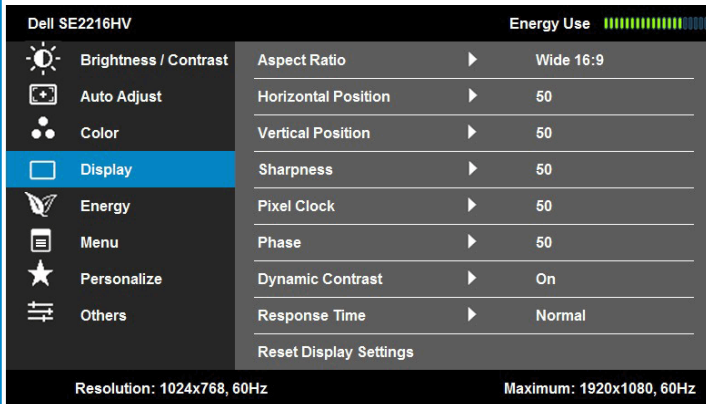 Dell SE2216HV Energy Use
Brightness / Contrast Aspect Ratio Wide 16:9
Auto Adjust Horizontal Position 50
Color Vertical Position 50
Display Sharpness 50
Energy Pixel Clock 50
Menu Phase 50
Personalize Dynamic Contrast On
Others Response Time Normal
Reset Display Settings
Resolution: 1024x768, 60Hz Maximum: 1920x1080, 60Hz